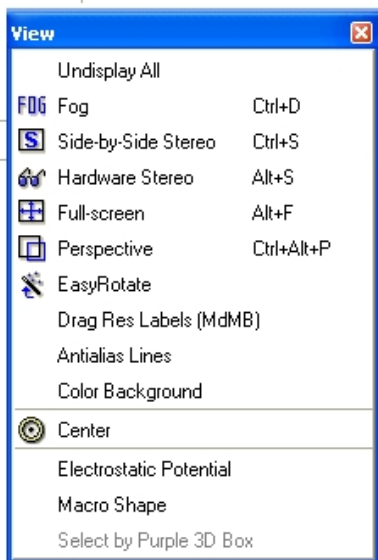 View
Undisplay All
FOG Fog Ctrl+D
S Side-by-Side Stereo Ctrl+S
Hardware Stereo Alt+S
Full-screen Alt+F
Perspective Ctrl+Alt+P
EasyRotate
Drag Res Labels (MdMB)
Antialias Lines
Color Background
Center
Electrostatic Potential
Macro Shape
Select by Purple 3D Box